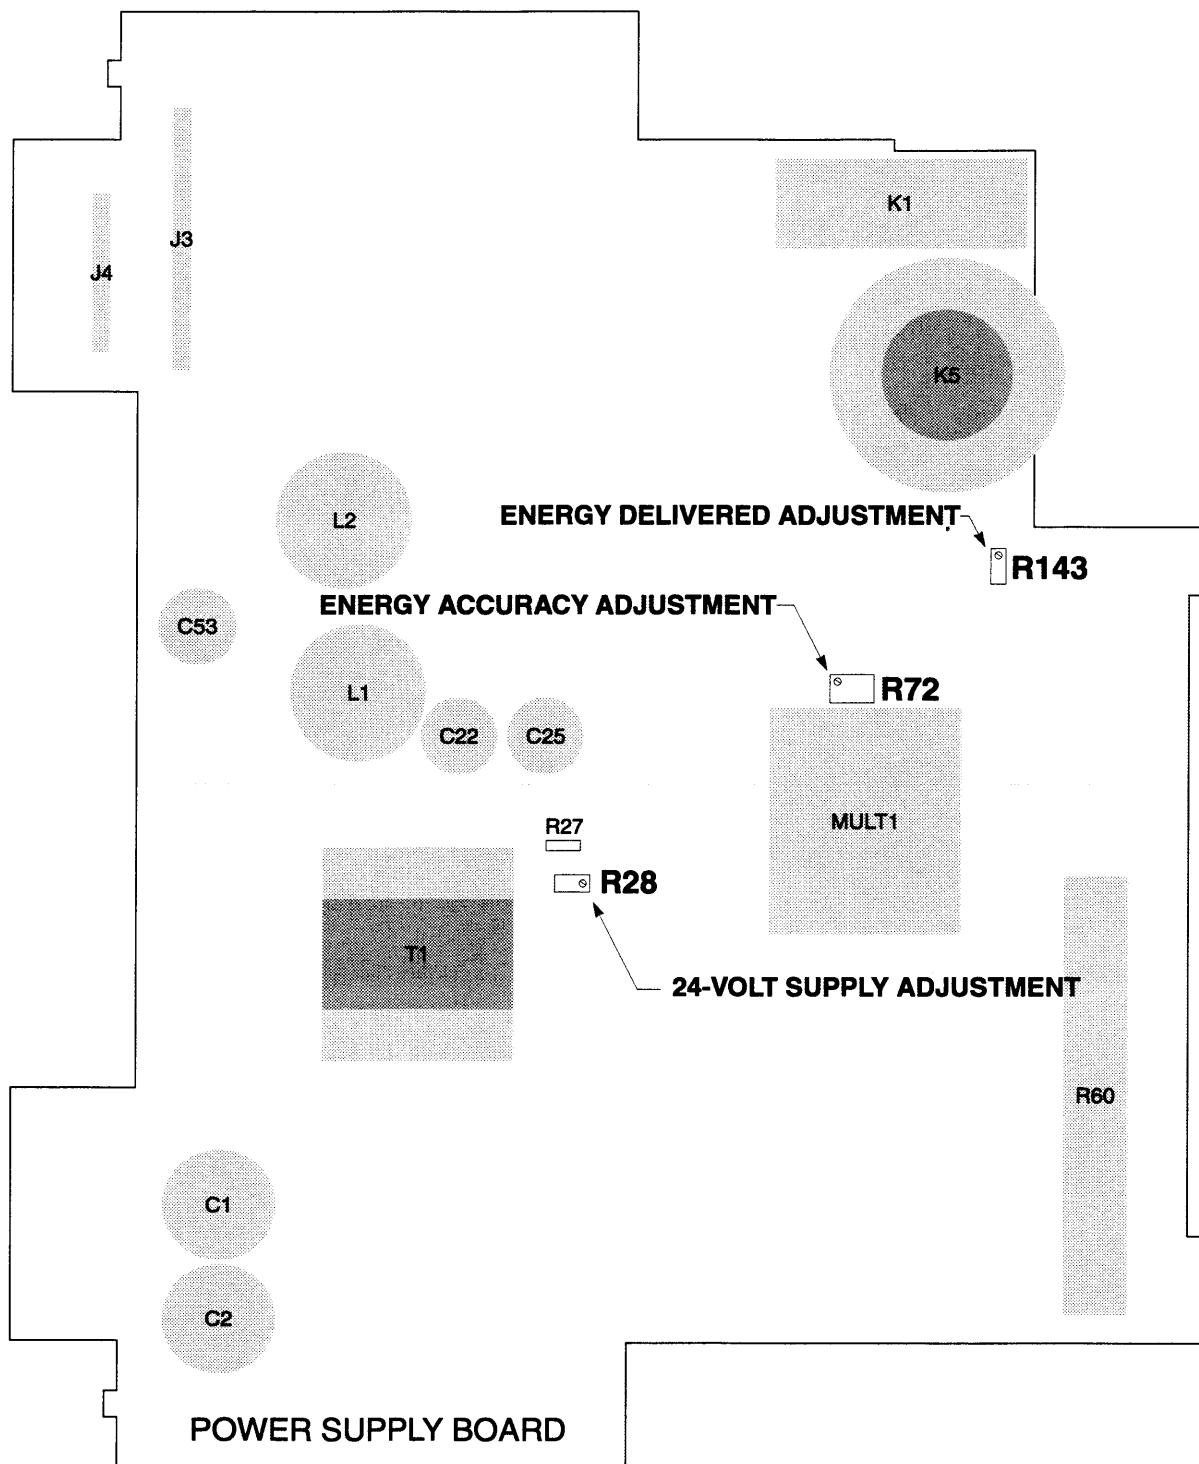 K1
J3
J4
K5
L2
ENERGY DELIVERED ADJUSTMENT
R143
ENERGY ACCURACY ADJUSTMENT
C53
R72
L1
C22
C25
MULT1
R27
R28
T1
24-VOLT SUPPLY ADJUSTMENT
R60
C1
C2
POWER SUPPLY BOARD